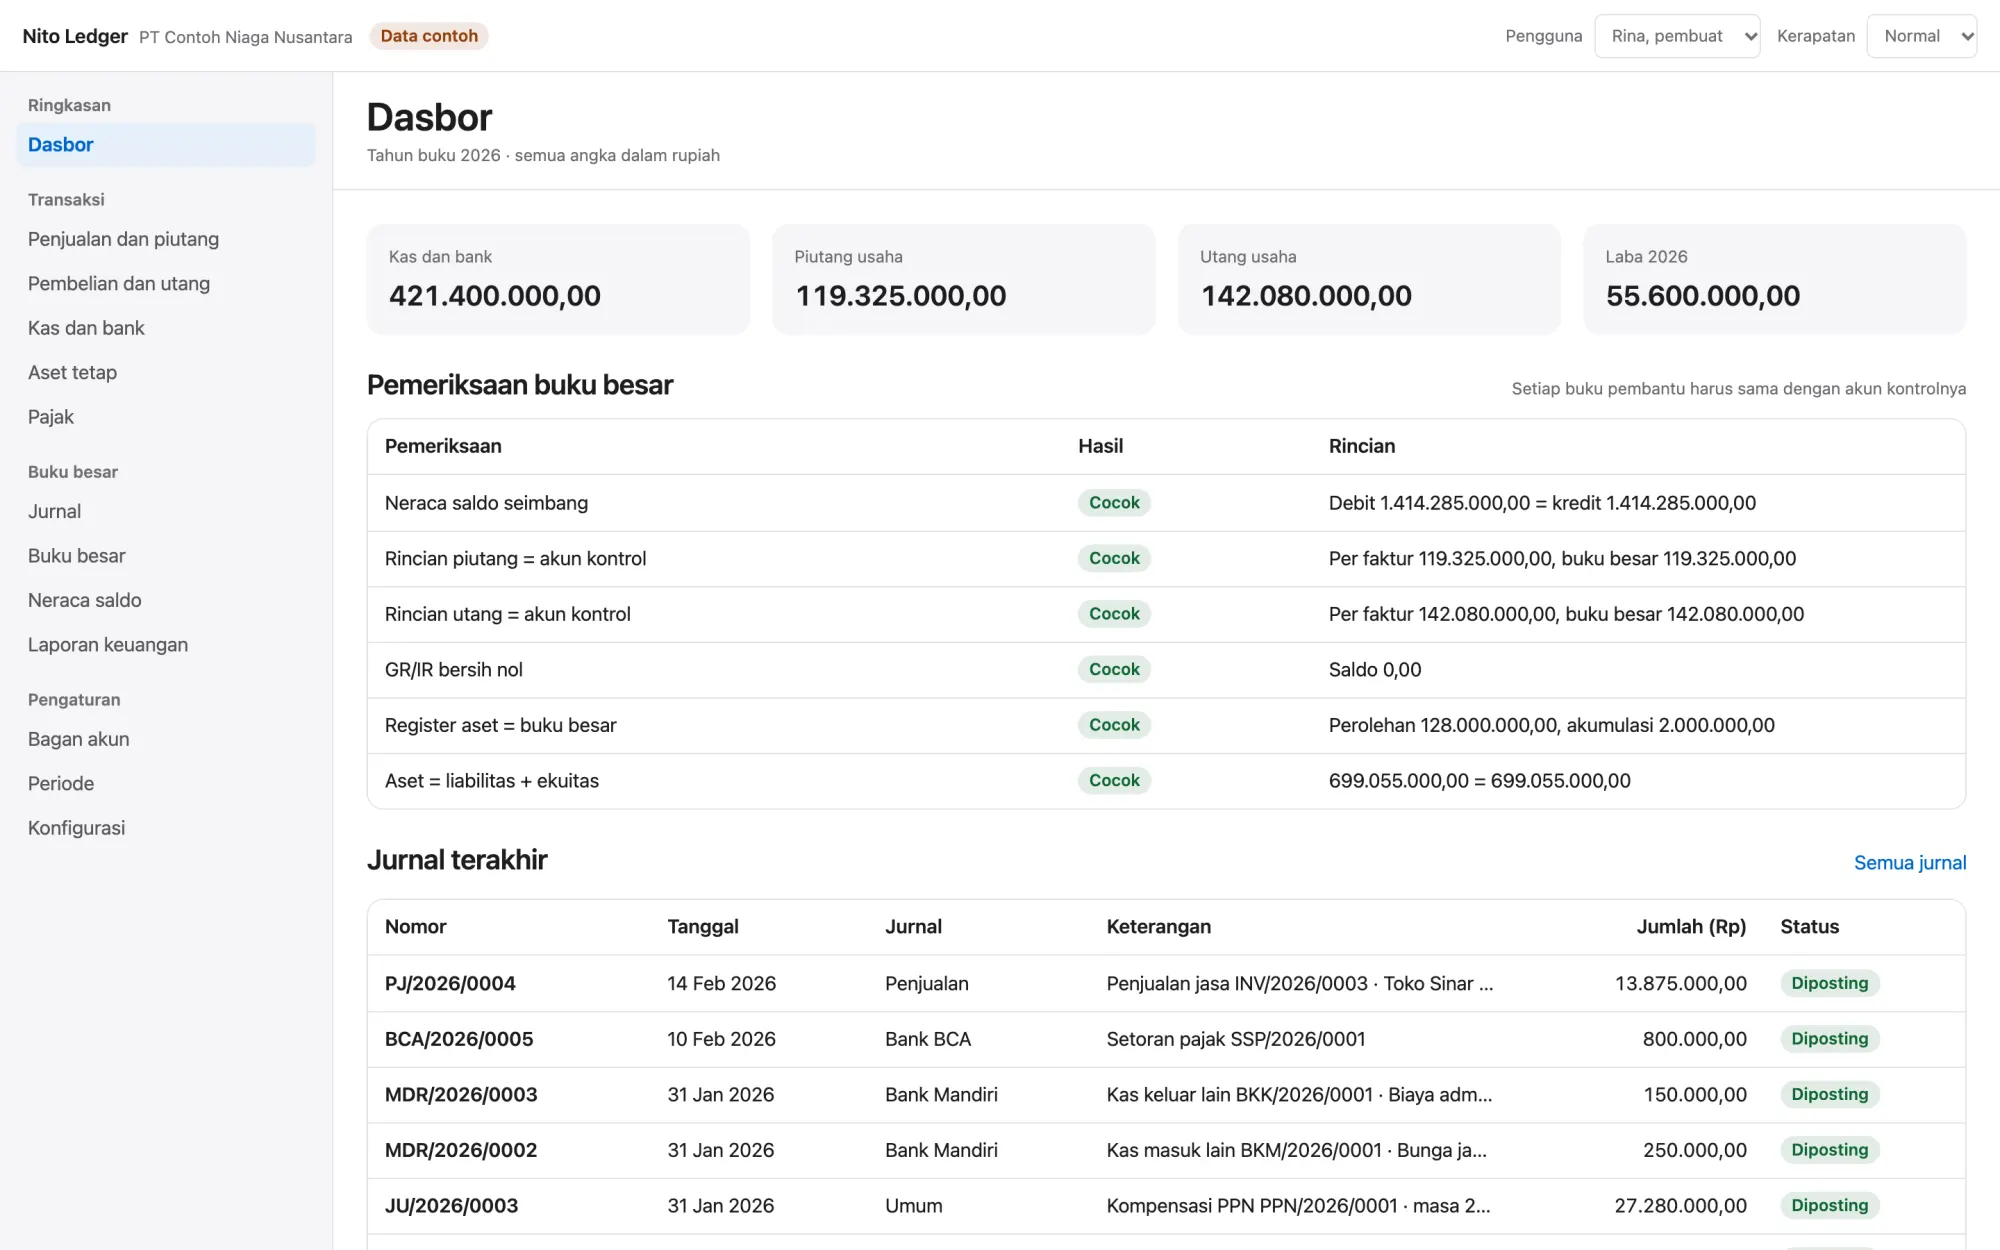 Nito Ledger PT Contoh Niaga Nusantara Data contoh Pengguna Rina, pembuat Kerapatan Normal
Ringkasan
Dasbor
Transaksi
Penjualan dan piutang
Pembelian dan utang
Kas dan bank
Aset tetap
Pajak
Buku besar
Jurnal
Buku besar
Neraca saldo
Laporan keuangan
Pengaturan
Bagan akun
Periode
Konfigurasi
Dasbor
Tahun buku 2026 · semua angka dalam rupiah
Kas dan bank
421.400.000,00
Piutang usaha
119.325.000,00
Utang usaha
142.080.000,00
Laba 2026
55.600.000,00
Pemeriksaan buku besar
Setiap buku pembantu harus sama dengan akun kontrolnya
Pemeriksaan Hasil Rincian
Neraca saldo seimbang Cocok Debit 1.414.285.000,00 = kredit 1.414.285.000,00
Rincian piutang = akun kontrol Cocok Per faktur 119.325.000,00, buku besar 119.325.000,00
Rincian utang = akun kontrol Cocok Per faktur 142.080.000,00, buku besar 142.080.000,00
GR/IR bersih nol Cocok Saldo 0,00
Register aset = buku besar Cocok Perolehan 128.000.000,00, akumulasi 2.000.000,00
Aset = liabilitas + ekuitas Cocok 699.055.000,00 = 699.055.000,00
Jurnal terakhir
Semua jurnal
Nomor Tanggal Jurnal Keterangan Jumlah (Rp) Status
PJ/2026/0004 14 Feb 2026 Penjualan Penjualan jasa INV/2026/0003 · Toko Sinar ... 13.875.000,00 Diposting
BCA/2026/0005 10 Feb 2026 Bank BCA Setoran pajak SSP/2026/0001 800.000,00 Diposting
MDR/2026/0003 31 Jan 2026 Bank Mandiri Kas keluar lain BKK/2026/0001 · Biaya adm... 150.000,00 Diposting
MDR/2026/0002 31 Jan 2026 Bank Mandiri Kas masuk lain BKM/2026/0001 · Bunga ja... 250.000,00 Diposting
JU/2026/0003 31 Jan 2026 Umum Kompensasi PPN PPN/2026/0001 · masa 2... 27.280.000,00 Diposting